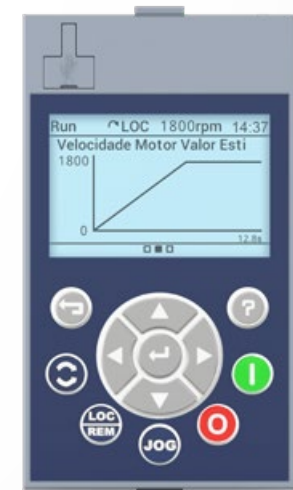 Run LOC 1800rpm 14:37
Velocidade Motor Valor Esti
1800
0
12.8s
?
LOC
REM
JOG